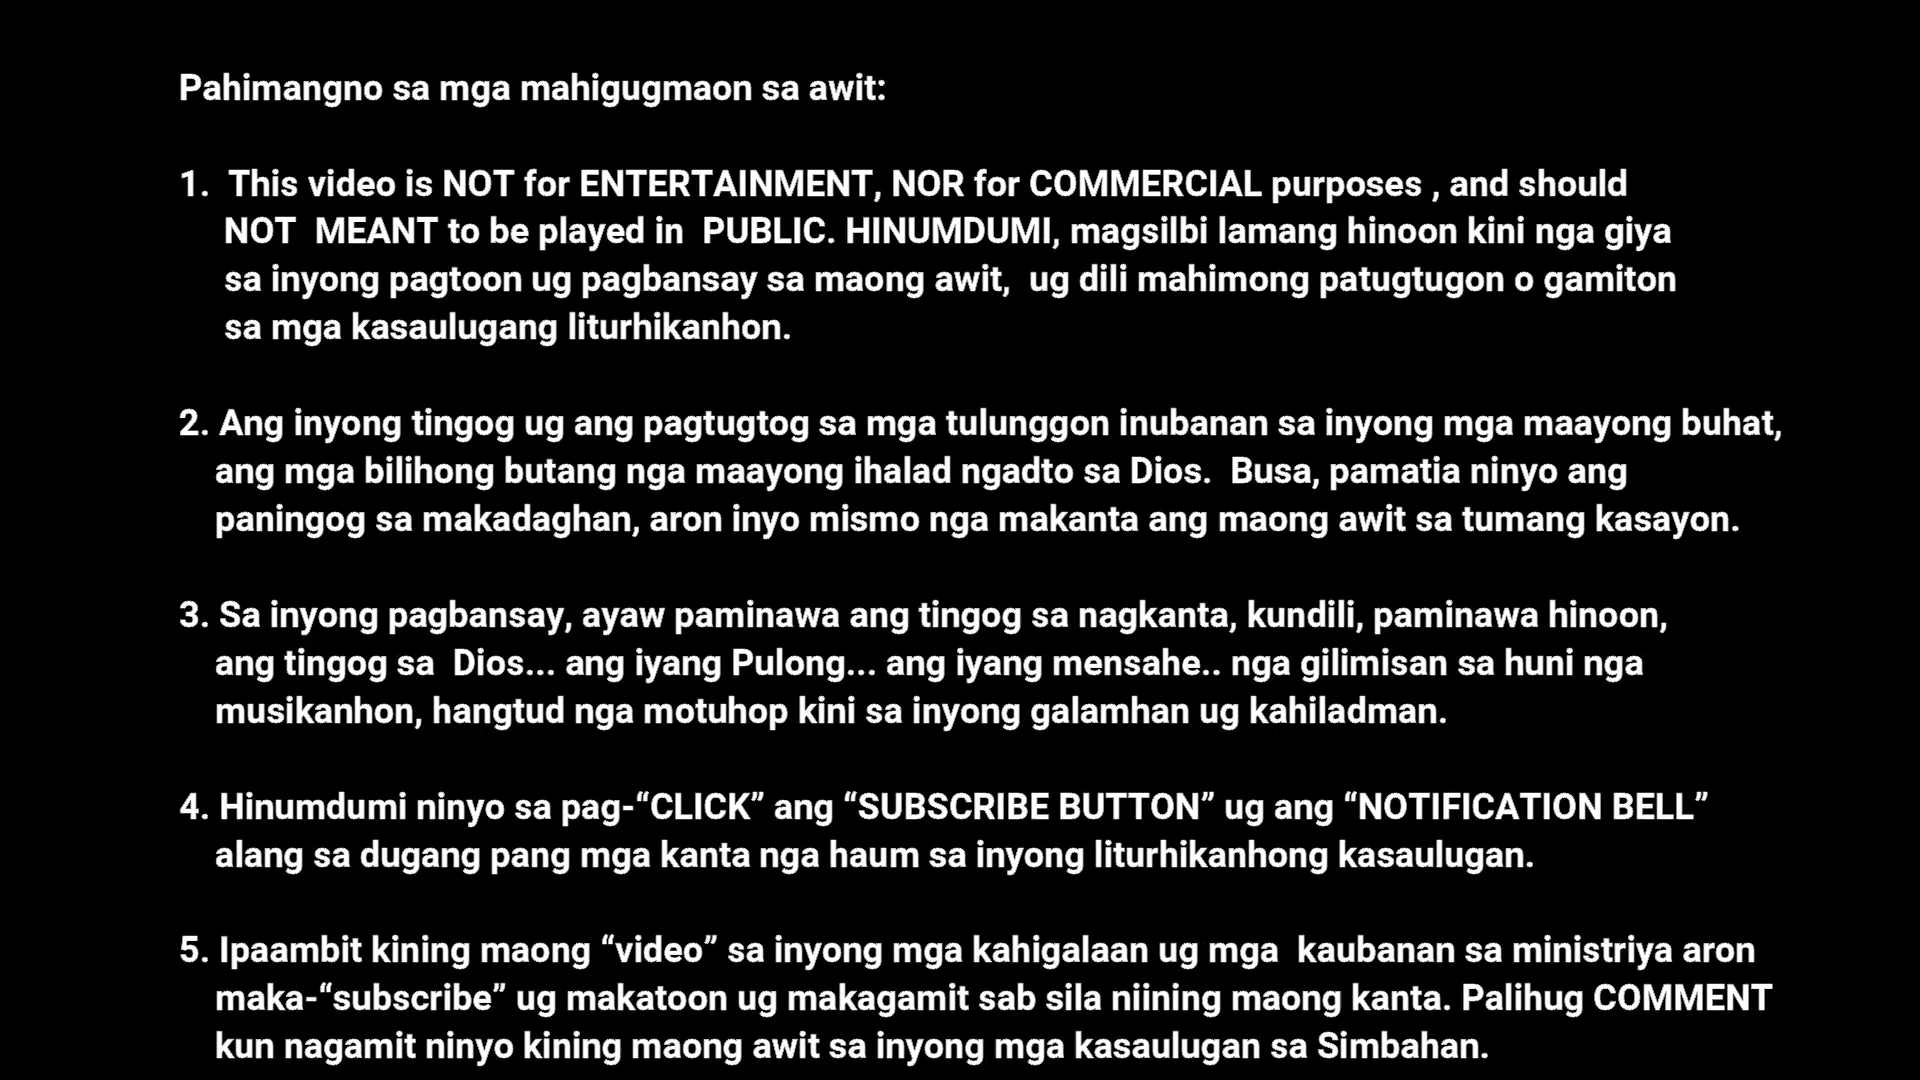 Pahimangno sa mga mahigugmaon sa awit:
1. This video is NOT for ENTERTAINMENT, NOR for COMMERCIAL purposes , and should
NOT MEANT to be played in PUBLIC. HINUMDUMI, magsilbi lamang hinoon kini nga giya
sa inyong pagtoon ug pagbansay sa maong awit, ug dili mahimong patugtugon o gamiton
sa mga kasaulugang liturhikanhon.
2. Ang inyong tingog ug ang pagtugtog sa mga tulunggon inubanan sa inyong mga maayong buhat,
ang mga bilihong butang nga maayong ihalad ngadto sa Dios. Busa, pamatia ninyo ang
paningog sa makadaghan, aron inyo mismo nga makanta ang maong awit sa tumang kasayon.
3. Sa inyong pagbansay, ayaw paminawa ang tingog sa nagkanta, kundili, paminawa hinoon,
ang tingog sa Dios... ang iyang Pulong... ang iyang mensahe.. nga gilimisan sa huni nga
musikanhon, hangtud nga motuhop kini sa inyong galamhan ug kahiladman.
4. Hinumdumi ninyo sa pag-“CLICK” ang “SUBSCRIBE BUTTON” ug ang “NOTIFICATION BELL”
alang sa dugang pang mga kanta nga haum sa inyong liturhikanhong kasaulugan.
5. Ipaambit kining maong “video” sa inyong mga kahigalaan ug mga kaubanan sa ministriya aron
maka-“subscribe” ug makatoon ug makagamit sab sila niining maong kanta. Palihug COMMENT
kun nagamit ninyo kining maong awit sa inyong mga kasaulugan sa Simbahan.